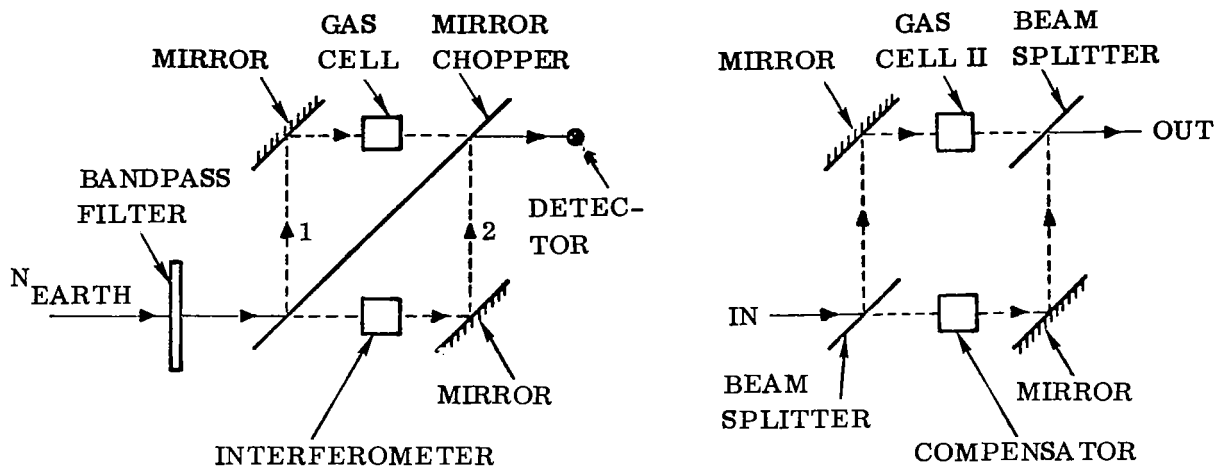 GAS
CELL
MIRROR
CHOPPER
MIRROR
BANDPASS
FILTER
1
2
DETEC-
TOR
N EARTH
MIRROR
INTERFEROMETER
GAS
CELL II
BEAM
SPLITTER
MIRROR
OUT
IN
BEAM
SPLITTER
MIRROR
COMPENSATOR